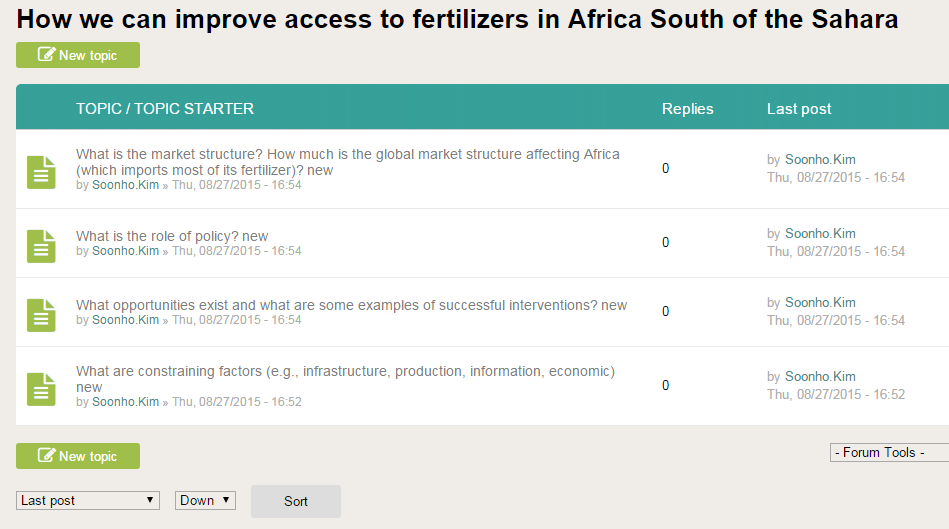 How we can improve access to fertilizers in Africa South of the Sahara
New topic
TOPIC / TOPIC STARTER Replies Last post
What is the market structure? How much is the global market structure affecting Africa
(which imports most of its fertilizer)? new
by Soonho.Kim » Thu, 08/27/2015 - 16:54
0
by Soonho.Kim
Thu, 08/27/2015 - 16:54
What is the role of policy? new
by Soonho.Kim » Thu, 08/27/2015 - 16:54
0
by Soonho.Kim
Thu, 08/27/2015 - 16:54
What opportunities exist and what are some examples of successful interventions? new
by Soonho.Kim » Thu, 08/27/2015 - 16:54
0
by Soonho.Kim
Thu, 08/27/2015 - 16:54
What are constraining factors (e.g., infrastructure, production, information, economic)
new
by Soonho.Kim » Thu, 08/27/2015 - 16:52
0
by Soonho.Kim
Thu, 08/27/2015 - 16:52
New topic
- Forum Tools -
Last post Down Sort